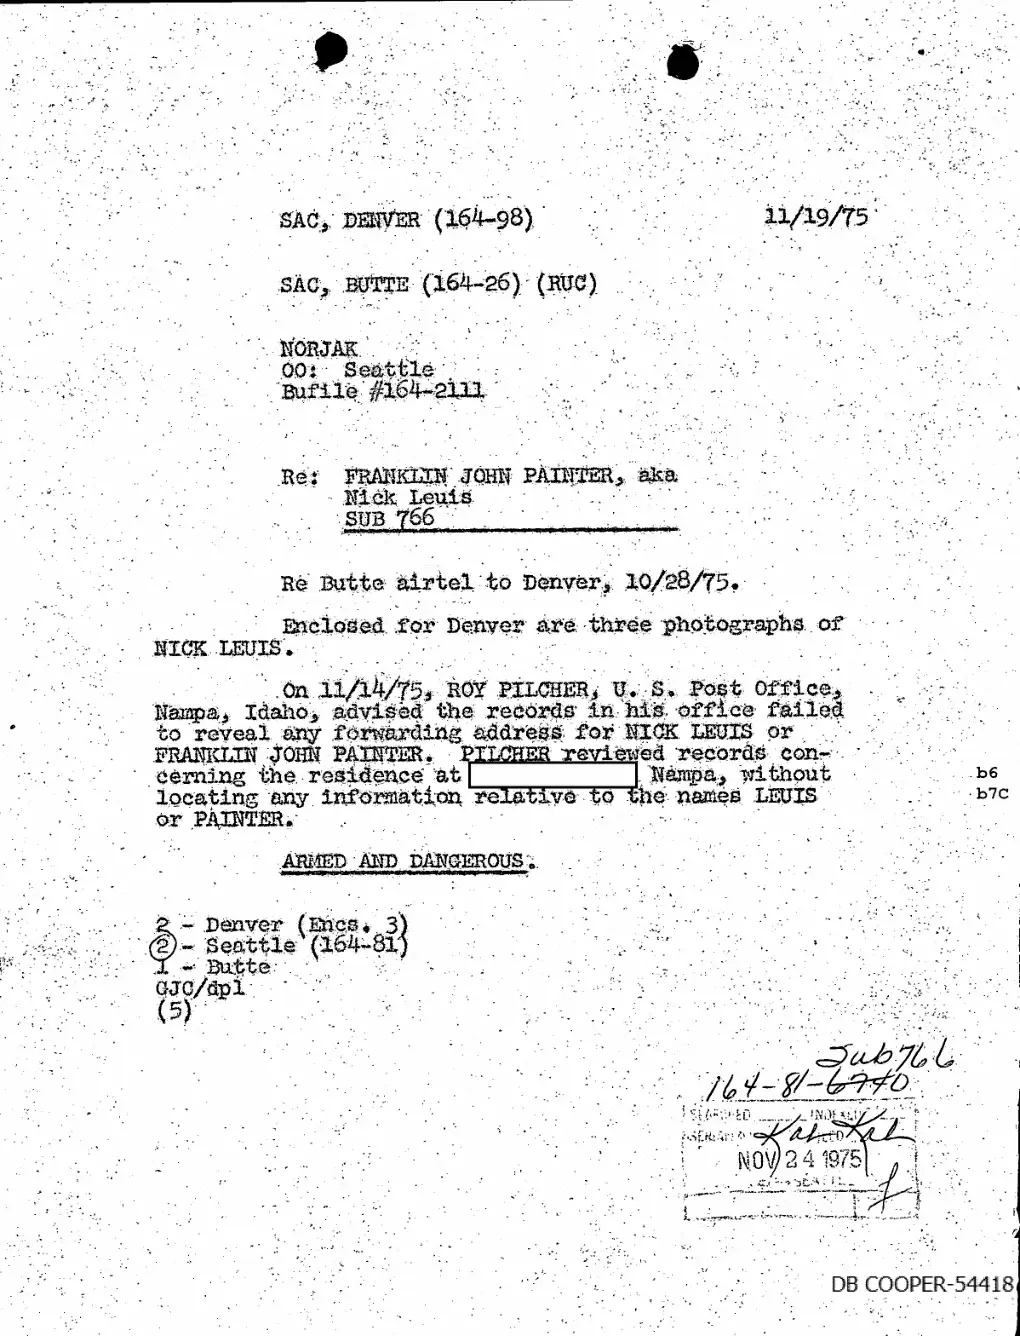 SAC, DENVER (164-98) 11/19/75
SAC, BUTTE (164-26) (RUC)
NORJAK
OO: Seattle
Bufile #164-2111
Re: FRANKLIN JOHN PAINTER, aka
Nick Leuis
SUB 766
Re Butte airtel to Denver, 10/28/75.
Enclosed for Denver are three photographs of
NICK LEUIS.
On 11/14/75, ROY PILCHER, U. S. Post Office,
Nampa, Idaho, advised the records in his office failed
to reveal any forwarding address for NICK LEUIS or
FRANKLIN JOHN PAINTER. PILCHER reviewed records con-
cerning the residence at Nampa, without b6
locating any information relative to the names LEUIS b7C
or PAINTER.
ARMED AND DANGEROUS.
2 - Denver (Encs. 3)
2 - Seattle (164-81)
1 - Butte
GJC/dpl
(5)
Sub 766
164-81-6740
SEARCHED INDEXED
NOV 24 1975
DB COOPER-54418